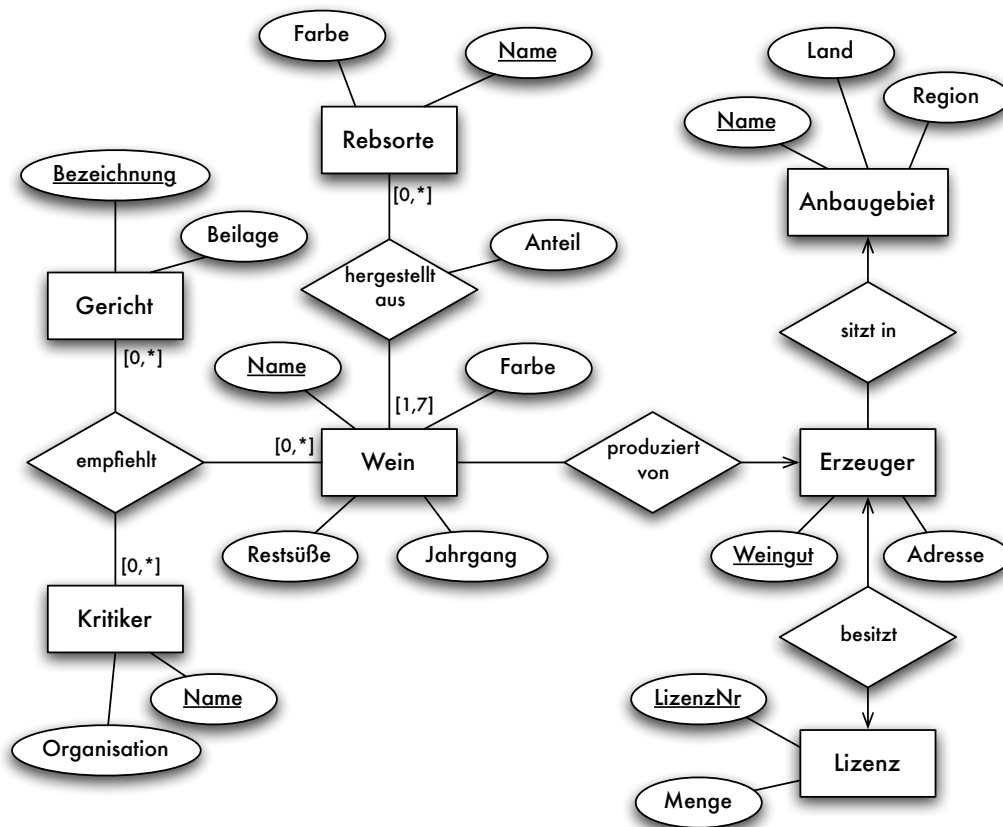 Farbe
Name
Rebsorte
[0,*]
hergestellt
aus
Anteil
[1,7]
Land
Name
Region
Anbaugebiet
sitzt in
Bezeichnung
Beilage
Gericht
[0,*]
empfiehlt
[0,*]
[0,*]
Kritiker
Name
Organisation
Name
Farbe
Wein
Restsüße
Jahrgang
produziert
von
Erzeuger
Weingut
Adresse
besitzt
LizenzNr
Lizenz
Menge